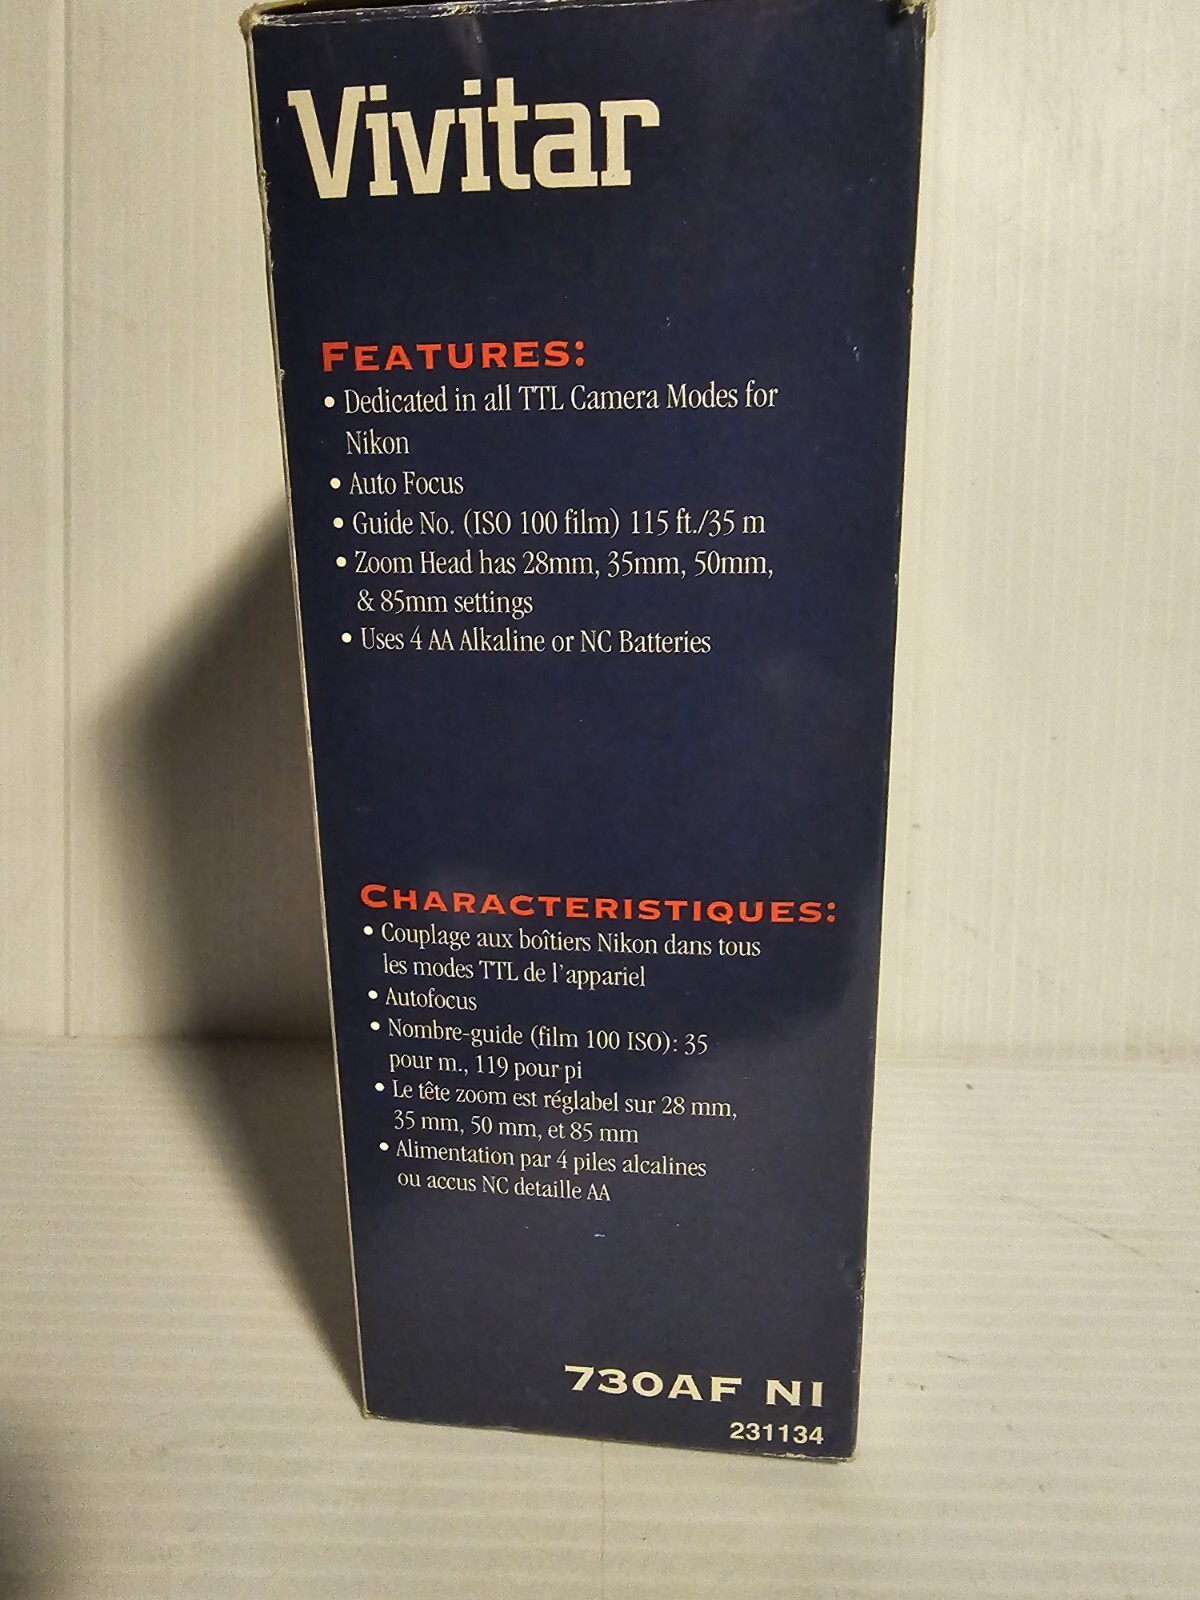 Vivitar
FEATURES:
• Dedicated in all TTL Camera Modes for
Nikon
• Auto Focus
• Guide No. (ISO 100 film) 115 ft./35 m
• Zoom Head has 28mm, 35mm, 50mm,
& 85mm settings
• Uses 4 AA Alkaline or NC Batteries
CHARACTERISTIQUES:
• Couplage aux boîtiers Nikon dans tous
les modes TTL de l'appariel
• Autofocus
• Nombre-guide (film 100 ISO): 35
pour m., 119 pour pi
• Le tête zoom est réglabel sur 28 mm,
35 mm, 50 mm, et 85 mm
• Alimentation par 4 piles alcalines
ou accus NC detaille AA
730AF NI
231134